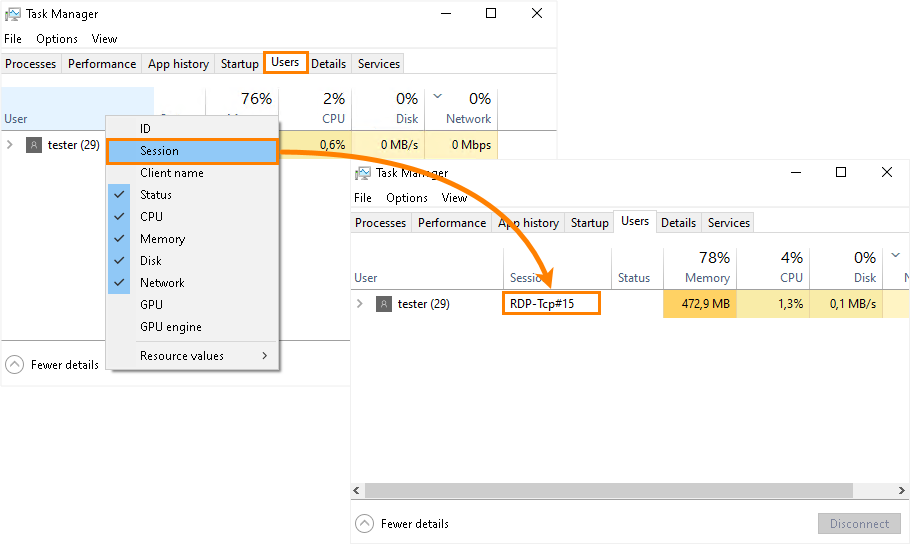 Task Manager
File Options View
Processes Performance App history Startup Users Details Services
76% 2% 0% 0%
User CPU Disk Network
tester (29) 0,6% 0 MB/s 0 Mbps
ID
Session
Client name
Status
CPU
Memory
Disk
Network
GPU
GPU engine
Resource values
Fewer details
Task Manager
File Options View
Processes Performance App history Startup Users Details Services
78% 4% 0%
User Session Status Memory CPU Disk
tester (29) RDP-Tcp#15 472,9 MB 1,3% 0,1 MB/s
Fewer details Disconnect